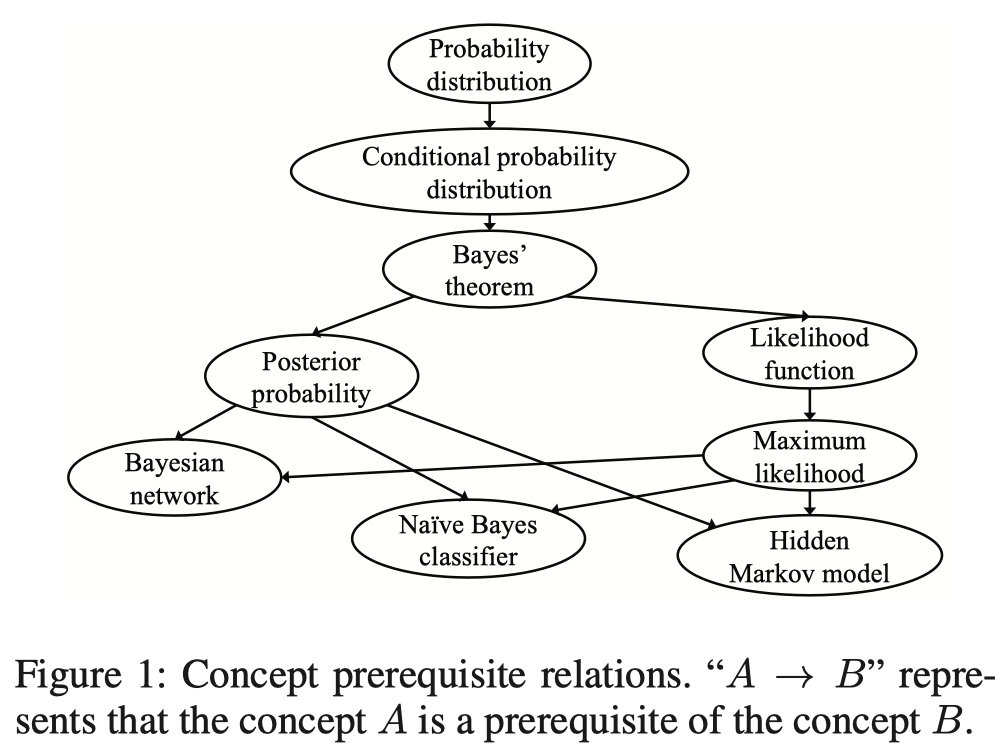 Probability
distribution
Conditional probability
distribution
Bayes’
theorem
Likelihood
function
Posterior
probability
Maximum
likelihood
Bayesian
network
Naïve Bayes
classifier
Hidden
Markov model
Figure 1: Concept prerequisite relations. “A → B” repre-
sents that the concept A is a prerequisite of the concept B.